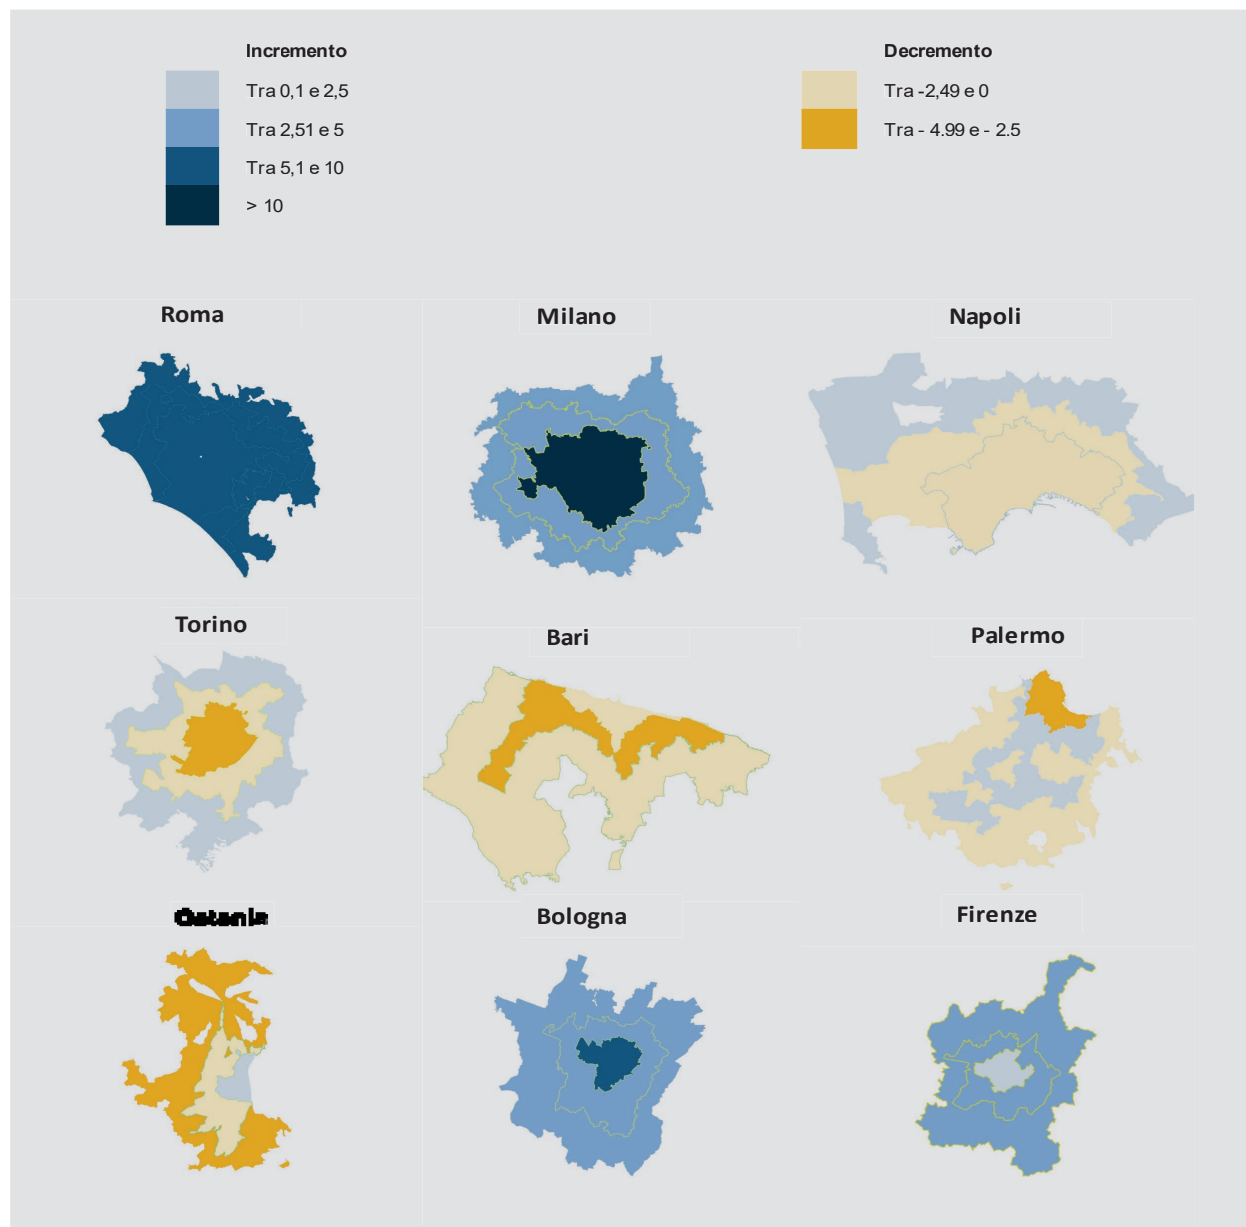 Incremento
Tra 0,1 e 2,5
Tra 2,51 e 5
Tra 5,1 e 10
> 10
Decremento
Tra -2,49 e 0
Tra - 4.99 e - 2.5
Roma
Milano
Napoli
Torino
Bari
Palermo
Catania
Bologna
Firenze